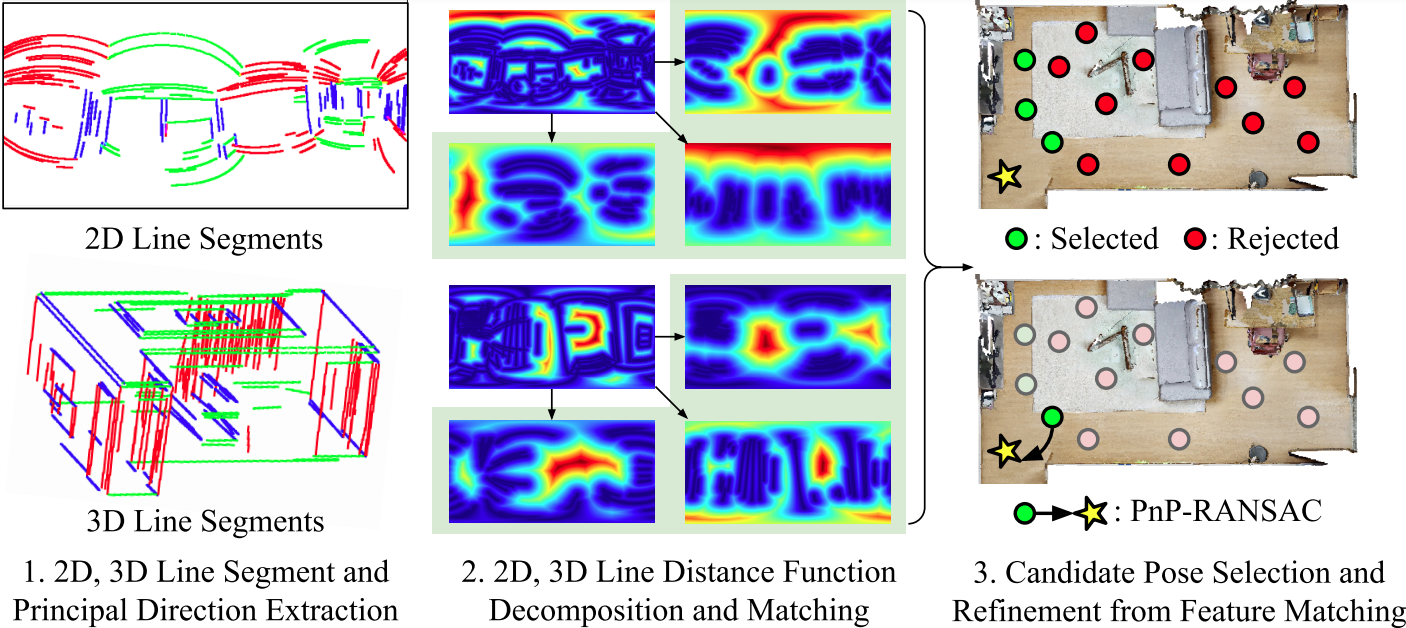 2D Line Segments
3D Line Segments
1. 2D, 3D Line Segment and
Principal Direction Extraction
2. 2D, 3D Line Distance Function
Decomposition and Matching
: Selected : Rejected
: PnP-RANSAC
3. Candidate Pose Selection and
Refinement from Feature Matching